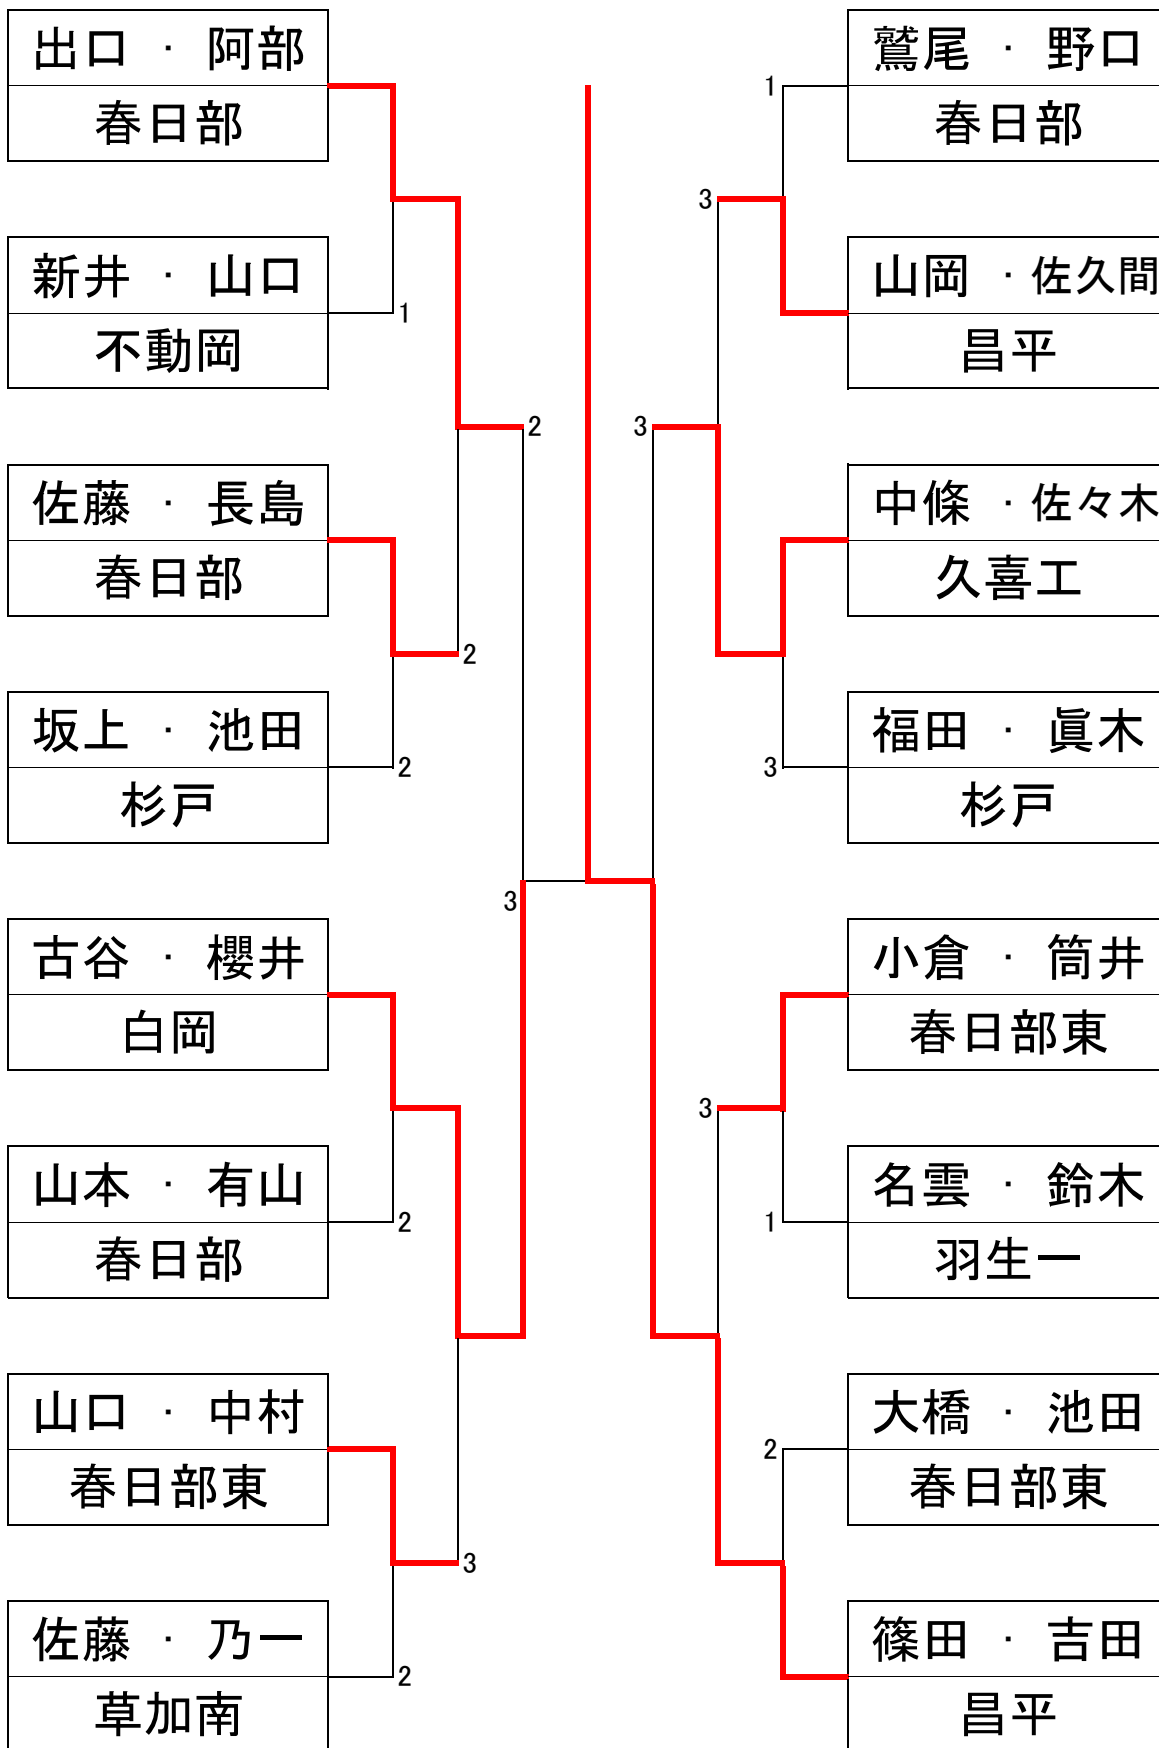 出口 ・ 阿部
春日部
新井 ・ 山口
不動岡
1
佐藤 ・ 長島
春日部
2
坂上 ・ 池田
杉戸
2
2
古谷 ・ 櫻井
白岡
山本 ・ 有山
春日部
2
3
山口 ・ 中村
春日部東
3
佐藤 ・ 乃一
草加南
2
鷲尾 ・ 野口
春日部
1
3
山岡 ・ 佐久間
昌平
3
中條 ・ 佐々木
久喜工
福田 ・ 眞木
杉戸
3
小倉 ・ 筒井
春日部東
3
名雲 ・ 鈴木
羽生一
1
大橋 ・ 池田
春日部東
2
篠田 ・ 吉田
昌平